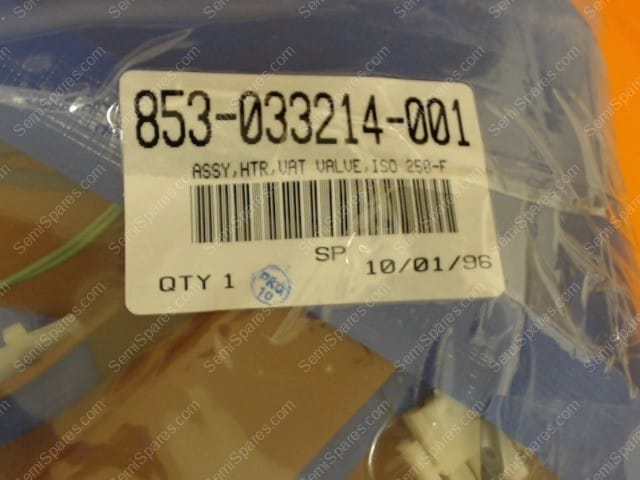 853-033214-001
ASSY,HTR,VAT VALVE,ISO 250-F
SP
10/01/96
QTY 1
PKG
10
SemiSpares.com